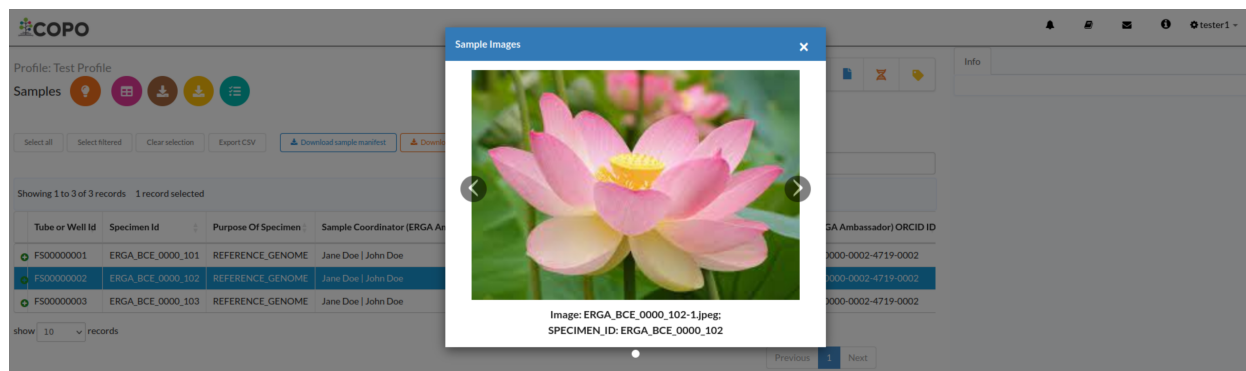 COPO
tester1
Profile: Test Profile
Samples
Info
Select all
Select filtered
Clear selection
Export CSV
Download sample manifest
Showing 1 to 3 of 3 records 1 record selected
Tube or Well Id Specimen Id Purpose Of Specimen Sample Coordinator (ERGA GA Ambassador) ORCID ID
FS00000001 ERGA_BCE_0000_101 REFERENCE_GENOME Jane Doe | John Doe 0000-0002-4719-0002
FS00000002 ERGA_BCE_0000_102 REFERENCE_GENOME Jane Doe | John Doe 0000-0002-4719-0002
FS00000003 ERGA_BCE_0000_103 REFERENCE_GENOME Jane Doe | John Doe 0000-0002-4719-0002
show 10 records
Previous 1 Next
Sample Images
Image: ERGA_BCE_0000_102-1.jpeg;
SPECIMEN_ID: ERGA_BCE_0000_102